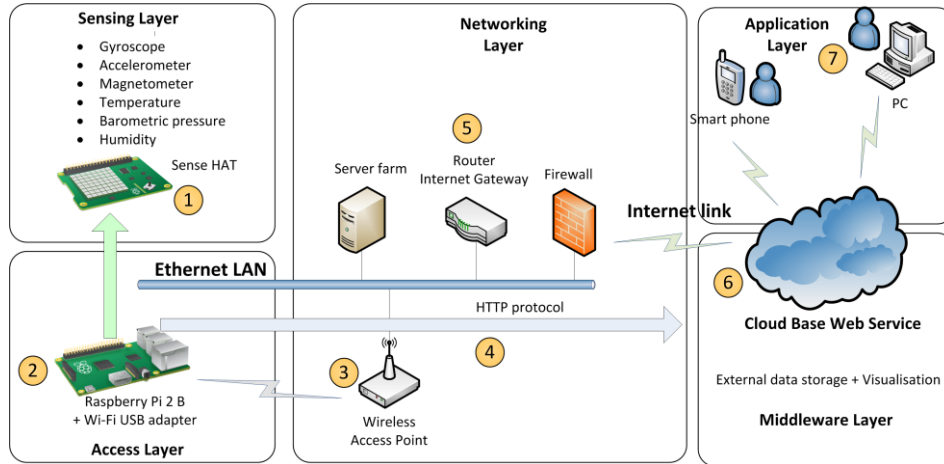 Sensing Layer
• Gyroscope
• Accelerometer
• Magnetometer
• Temperature
• Barometric pressure
• Humidity
Sense HAT
1
Ethernet LAN
2
Raspberry Pi 2 B
+ Wi-Fi USB adapter
Access Layer
Networking
Layer
5
Server farm
Router
Internet Gateway
Firewall
Internet link
HTTP protocol
4
3
Wireless
Access Point
Application
Layer
7
Smart phone
PC
6
Cloud Base Web Service
External data storage + Visualisation
Middleware Layer